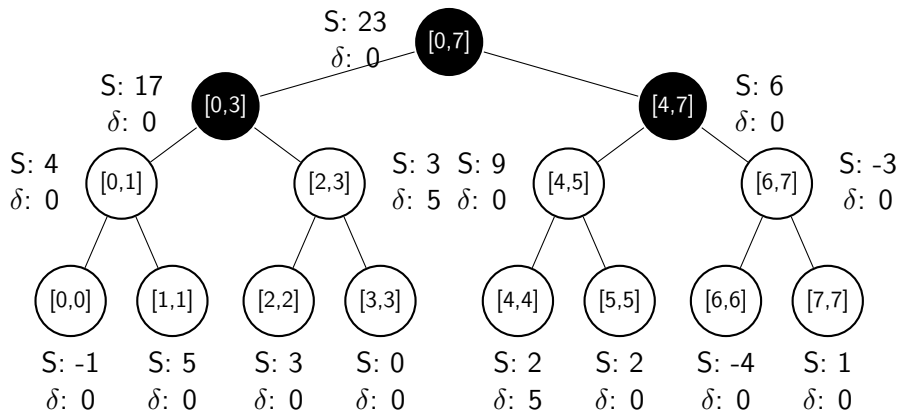 S: 23
δ: 0
[0,7]
S: 17
δ: 0
[0,3]
[4,7]
S: 6
δ: 0
S: 4
δ: 0
[0,1]
[2,3]
S: 3
δ: 5
S: 9
δ: 0
[4,5]
[6,7]
S: -3
δ: 0
[0,0]
[1,1]
[2,2]
[3,3]
[4,4]
[5,5]
[6,6]
[7,7]
S: -1
δ: 0
S: 5
δ: 0
S: 3
δ: 0
S: 0
δ: 0
S: 2
δ: 5
S: 2
δ: 0
S: -4
δ: 0
S: 1
δ: 0